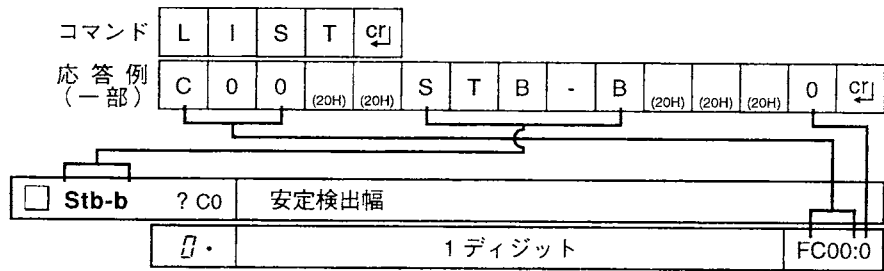 コマンド L I S T cr
応答例 C 0 0 (20H) (20H) S T B - B (20H) (20H) (20H) 0 cr
(一部)
Stb-b ? C0 安定検出幅
0・ 1 ディジット FC00:0